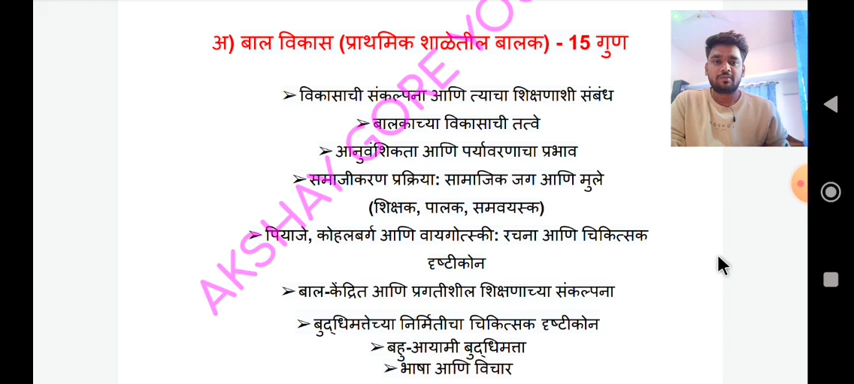 अ) बाल विकास (प्राथमिक शाळेतील बालक) - 15 गुण
➢ विकासाची संकल्पना आणि त्याचा शिक्षणाशी संबंध
➢ बालकाच्या विकासाची तत्वे
➢ आनुवंशिकता आणि पर्यावरणाचा प्रभाव
➢ समाजीकरण प्रक्रिया: सामाजिक जग आणि मुले
(शिक्षक, पालक, समवयस्क)
➢ पियाजे, कोहलबर्ग आणि वायगोत्स्की: रचना आणि चिकित्सक
दृष्टीकोन
➢ बाल-केंद्रित आणि प्रगतीशील शिक्षणाच्या संकल्पना
➢ बुद्धिमत्तेच्या निर्मितीचा चिकित्सक दृष्टीकोन
➢ बहु-आयामी बुद्धिमत्ता
➢ भाषा आणि विचार
AKSHAY GORE YOU